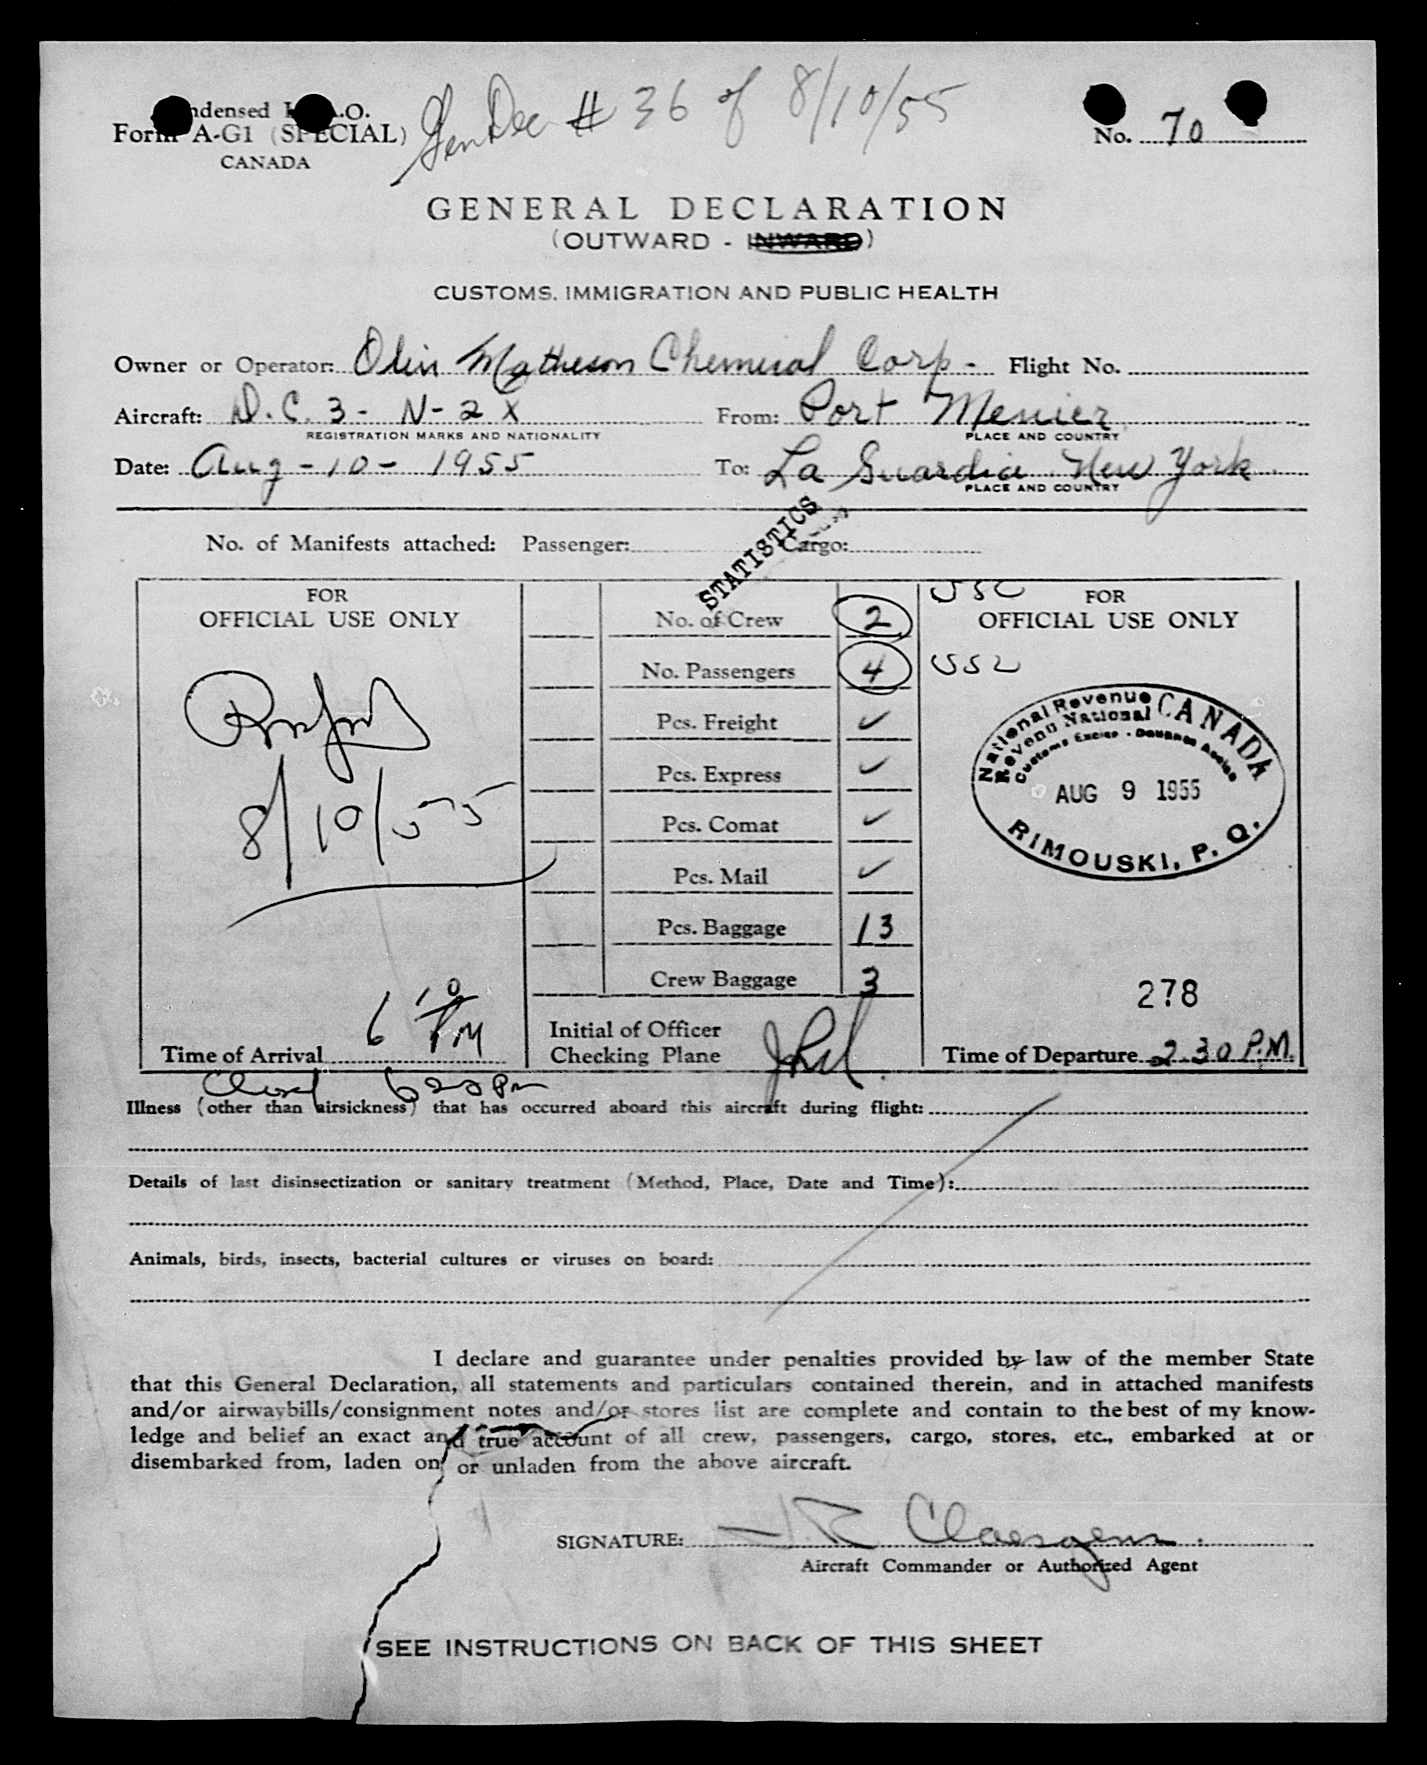 Gen Dec # 36 of 8/10/55
Condensed I.C.A.O.
Form A-G1 (SPECIAL)
CANADA
No. 70
GENERAL DECLARATION
(OUTWARD - INWARD)
CUSTOMS, IMMIGRATION AND PUBLIC HEALTH
Owner or Operator: Olin Matheson Chemical Corp - Flight No.
Aircraft: D.C. 3 - N-2X From: Port Menier
REGISTRATION MARKS AND NATIONALITY PLACE AND COUNTRY
Date: Aug - 10 - 1955 To: La Guardia New York
PLACE AND COUNTRY
STATISTICS
No. of Manifests attached: Passenger: Cargo:
FOR OFFICIAL USE ONLY
8/10/55
6 10 PM
Time of Arrival
Closed 620 Pm
No. of Crew 2 USC
No. Passengers 4 USC
Pcs. Freight ✓
Pcs. Express ✓
Pcs. Comat ✓
Pcs. Mail ✓
Pcs. Baggage 13
Crew Baggage 3
Initial of Officer
Checking Plane
FOR OFFICIAL USE ONLY
National Revenue CANADA
Revenu National
Customs Excise - Douanes Accise
AUG 9 1955
RIMOUSKI, P. Q.
278
Time of Departure 2.30 P.M.
Illness (other than airsickness) that has occurred aboard this aircraft during flight:
Details of last disinsectization or sanitary treatment (Method, Place, Date and Time):
Animals, birds, insects, bacterial cultures or viruses on board:
I declare and guarantee under penalties provided by law of the member State
that this General Declaration, all statements and particulars contained therein, and in attached manifests
and/or airwaybills/consignment notes and/or stores list are complete and contain to the best of my know-
ledge and belief an exact and true account of all crew, passengers, cargo, stores, etc., embarked at or
disembarked from, laden on or unladen from the above aircraft.
SIGNATURE: J R Claesgens
Aircraft Commander or Authorized Agent
SEE INSTRUCTIONS ON BACK OF THIS SHEET